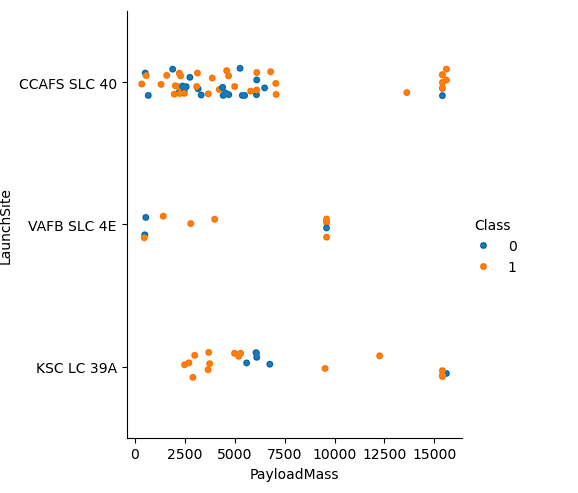 LaunchSite
CCAFS SLC 40
VAFB SLC 4E
KSC LC 39A
0 2500 5000 7500 10000 12500 15000
PayloadMass
Class
0
1